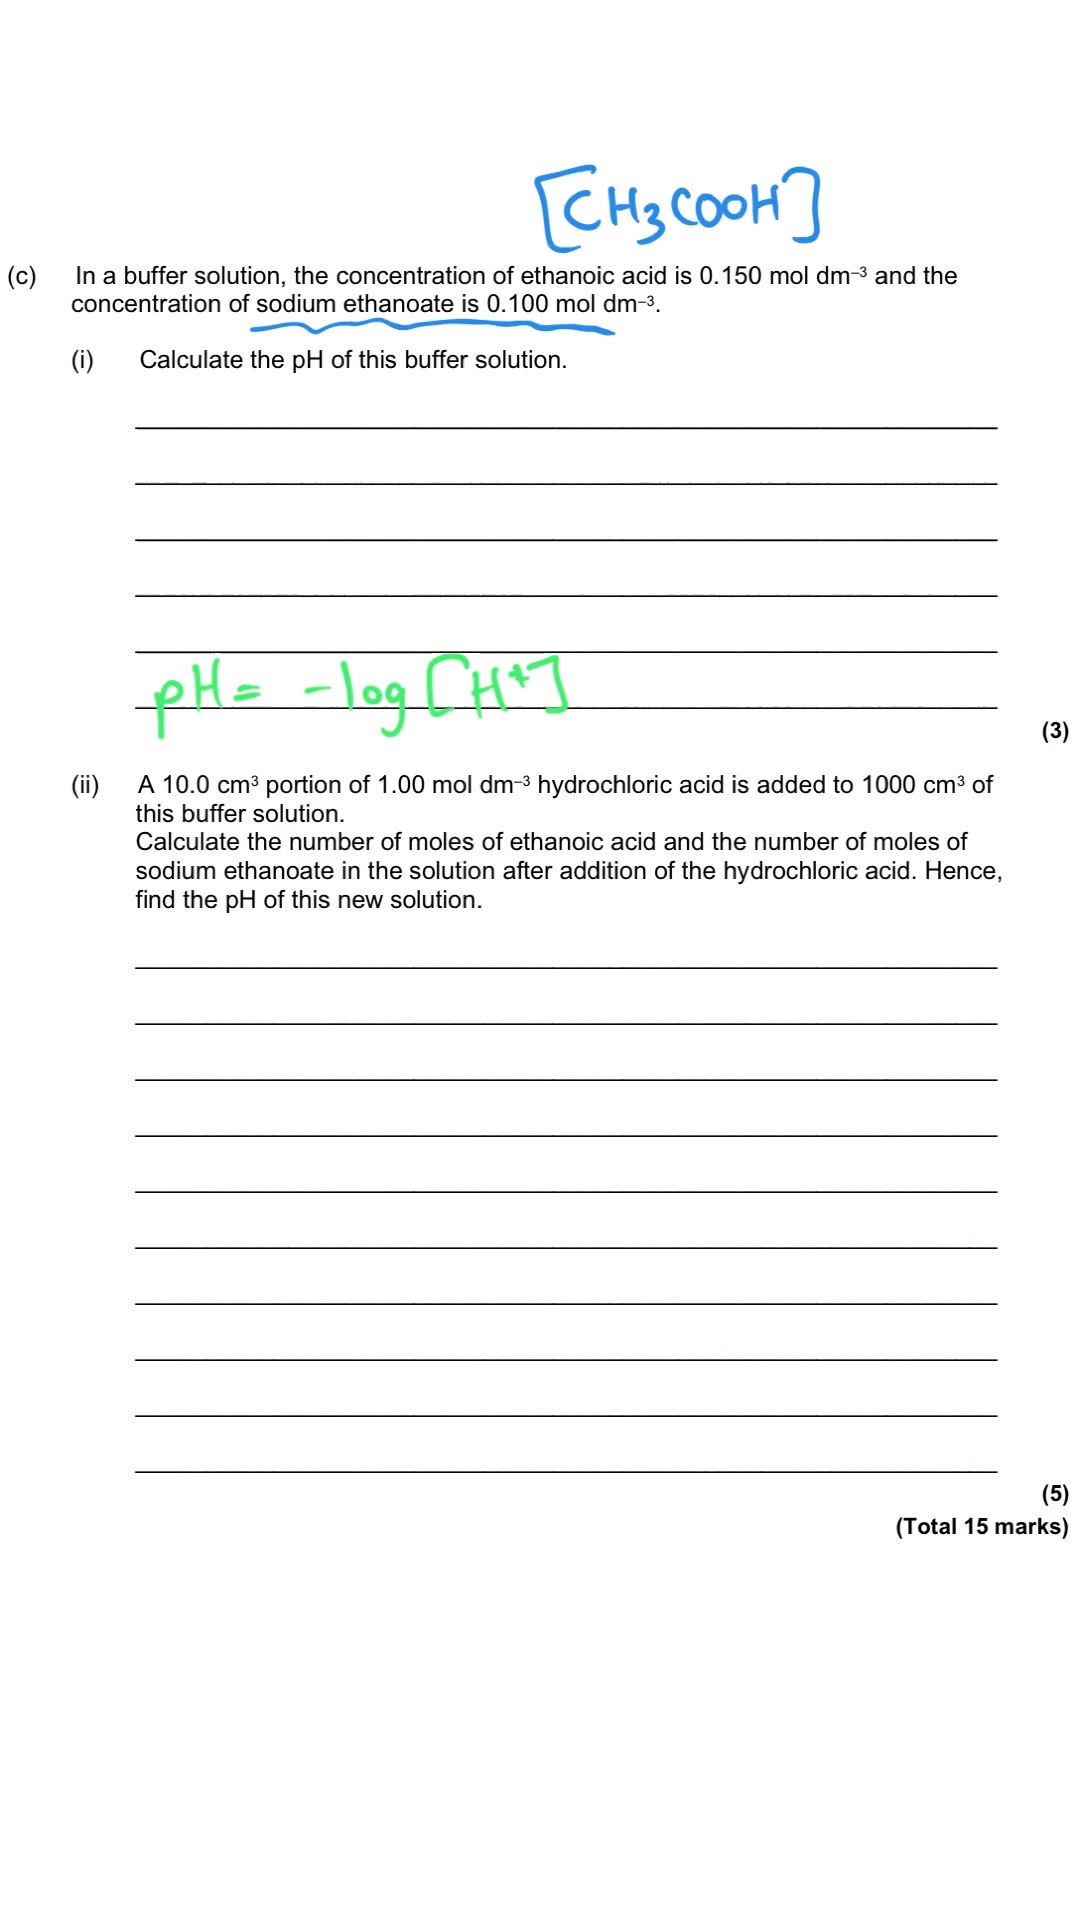 [CH₃COOH]
(c) In a buffer solution, the concentration of ethanoic acid is 0.150 mol dm⁻³ and the
concentration of sodium ethanoate is 0.100 mol dm⁻³.
(i) Calculate the pH of this buffer solution.
pH = -log[H⁺]
(3)
(ii) A 10.0 cm³ portion of 1.00 mol dm⁻³ hydrochloric acid is added to 1000 cm³ of
this buffer solution.
Calculate the number of moles of ethanoic acid and the number of moles of
sodium ethanoate in the solution after addition of the hydrochloric acid. Hence,
find the pH of this new solution.
(5)
(Total 15 marks)